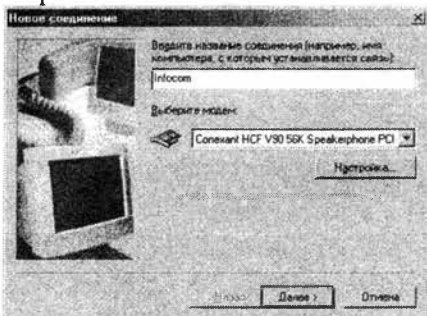 Новое соединение
Введите название соединения (например, имя
компьютера, с которым устанавливается связь):
Infocom
Выберите модем:
Conexant HCF V90 56K Speakerphone PCI
Настройка...
Далее >
Отмена